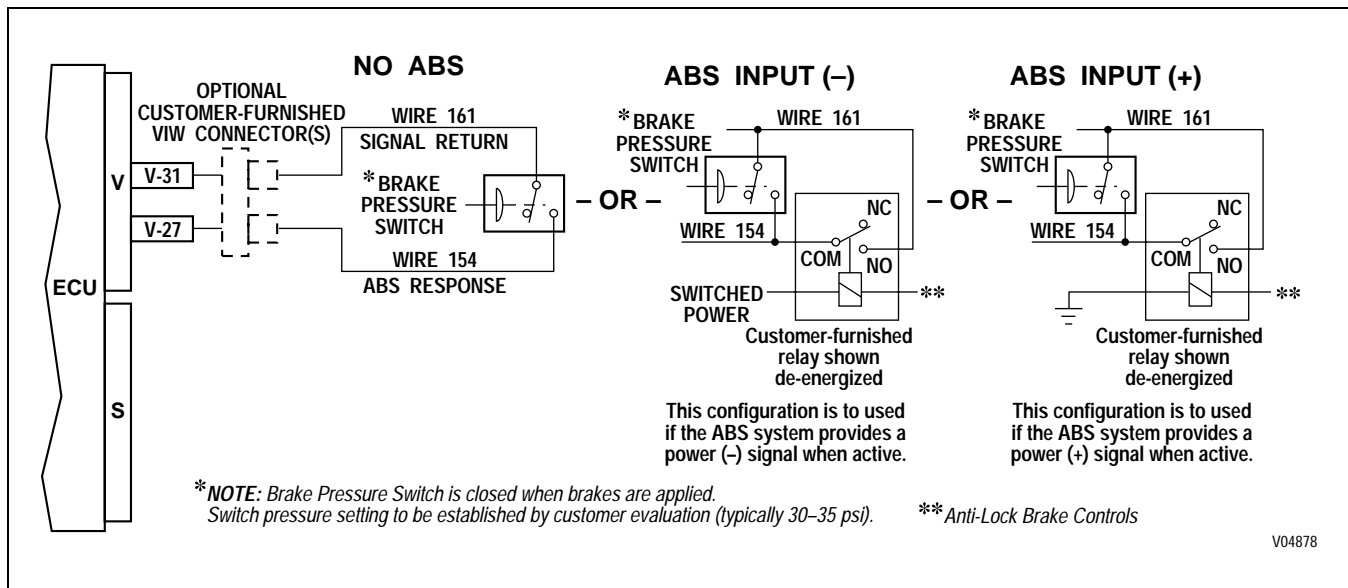 NO ABS
ABS INPUT (–)
ABS INPUT (+)
OPTIONAL
CUSTOMER-FURNISHED
VIW CONNECTOR(S)
WIRE 161
SIGNAL RETURN
* BRAKE
PRESSURE
SWITCH
WIRE 154
ABS RESPONSE
ECU
V
V-31
V-27
S
– OR –
* BRAKE
PRESSURE
SWITCH
WIRE 161
WIRE 154
NC
COM
NO
SWITCHED
POWER
**
Customer-furnished
relay shown
de-energized
This configuration is to used
if the ABS system provides a
power (–) signal when active.
– OR –
* BRAKE
PRESSURE
SWITCH
WIRE 161
WIRE 154
NC
COM
NO
**
Customer-furnished
relay shown
de-energized
This configuration is to used
if the ABS system provides a
power (+) signal when active.
* NOTE: Brake Pressure Switch is closed when brakes are applied.
Switch pressure setting to be established by customer evaluation (typically 30–35 psi).
** Anti-Lock Brake Controls
V04878